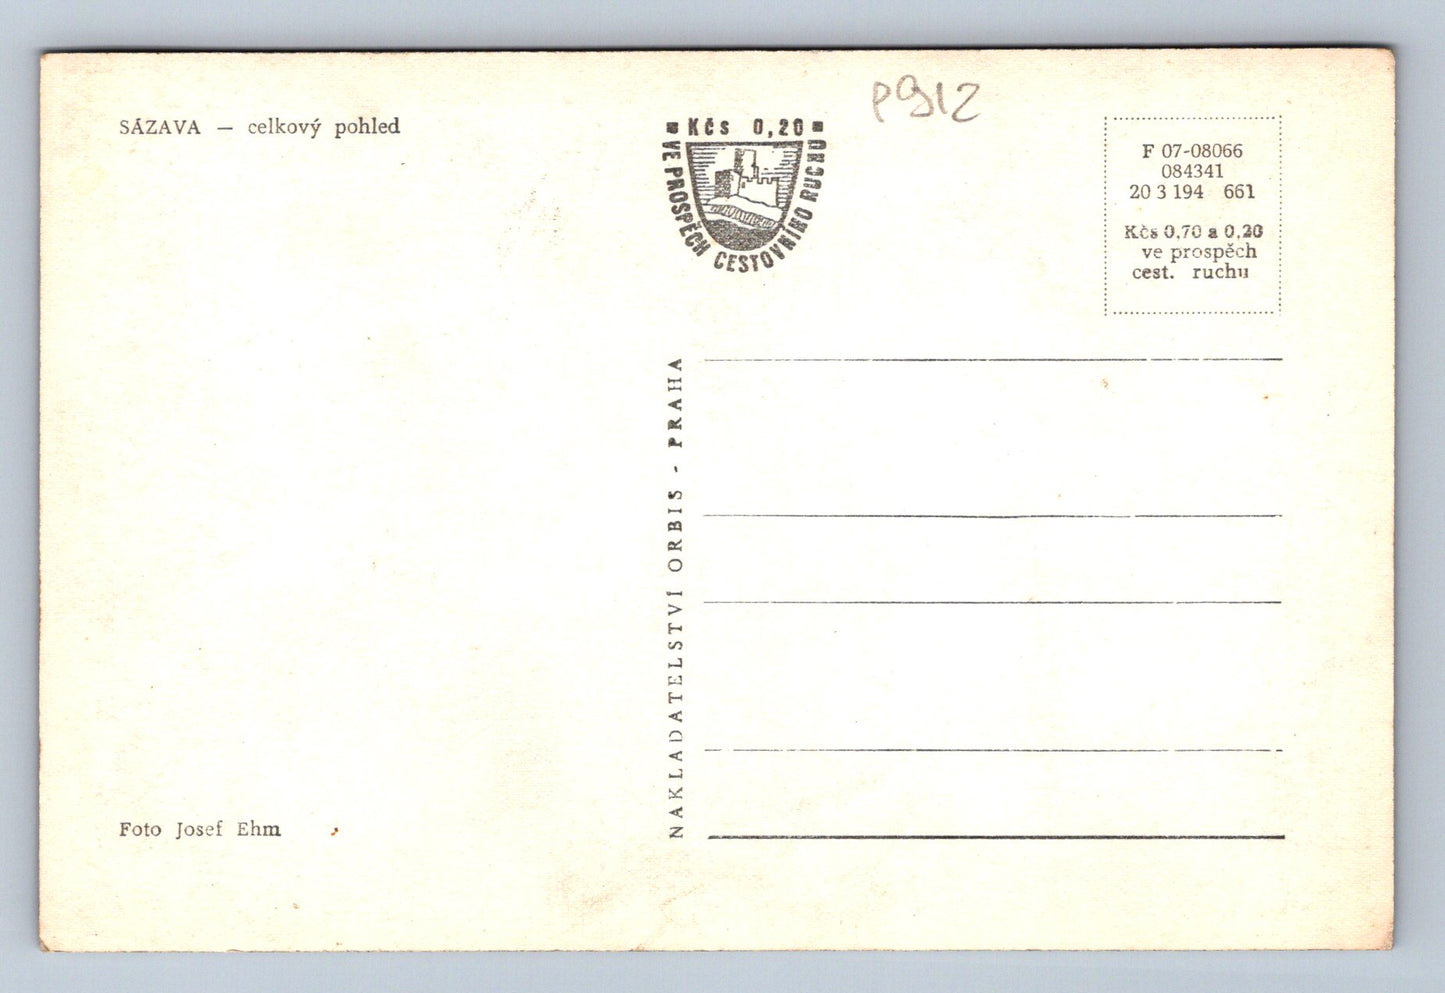 SÁZAVA — celkový pohled
P912
Kčs 0,20
VE PROSPĚCH CESTOVNÍHO RUCHU
F 07-08066
084341
20 3 194 661
Kčs 0,70 a 0,20
ve prospěch
cest. ruchu
NAKLADATELSTVÍ ORBIS - PRAHA
Foto Josef Ehm